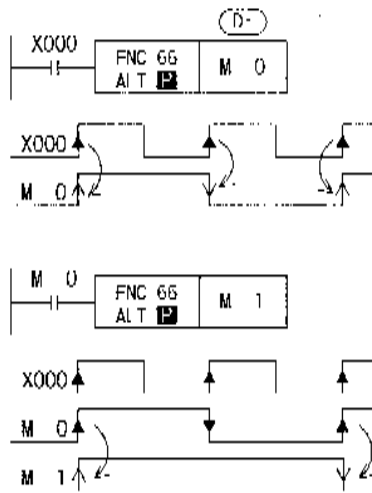 D·
X000
FNC 66
ALT P
M 0
X000
M 0
M 0
FNC 66
ALT P
M 1
X000
M 0
M 1